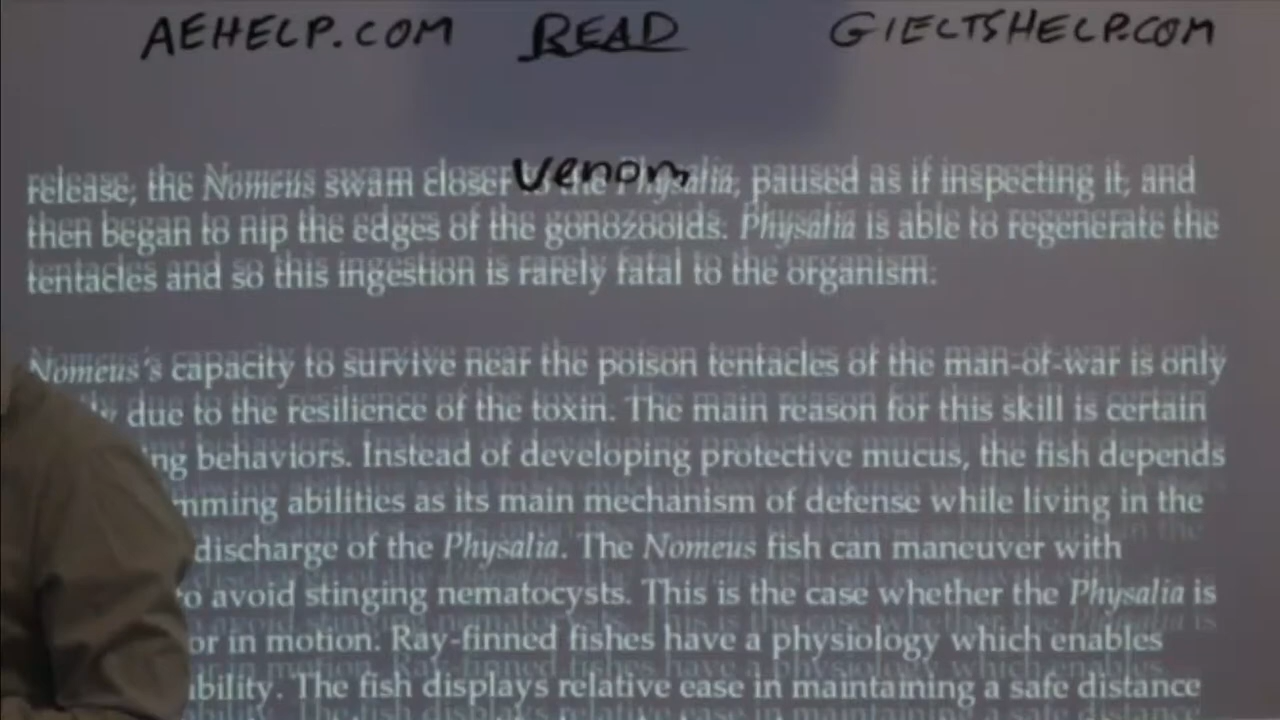 AEHELP.COM READ GIELTSHELP.COM
venom
release, the Nomeus swam closer the Physalia, paused as if inspecting it, and
then began to nip the edges of the gonozooids. Physalia is able to regenerate the
tentacles and so this ingestion is rarely fatal to the organism.
Nomeus's capacity to survive near the poison tentacles of the man-of-war is only
due to the resilience of the toxin. The main reason for this skill is certain
ng behaviors. Instead of developing protective mucus, the fish depends
mming abilities as its main mechanism of defense while living in the
discharge of the Physalia. The Nomeus fish can maneuver with
o avoid stinging nematocysts. This is the case whether the Physalia is
or in motion. Ray-finned fishes have a physiology which enables
bility. The fish displays relative ease in maintaining a safe distance